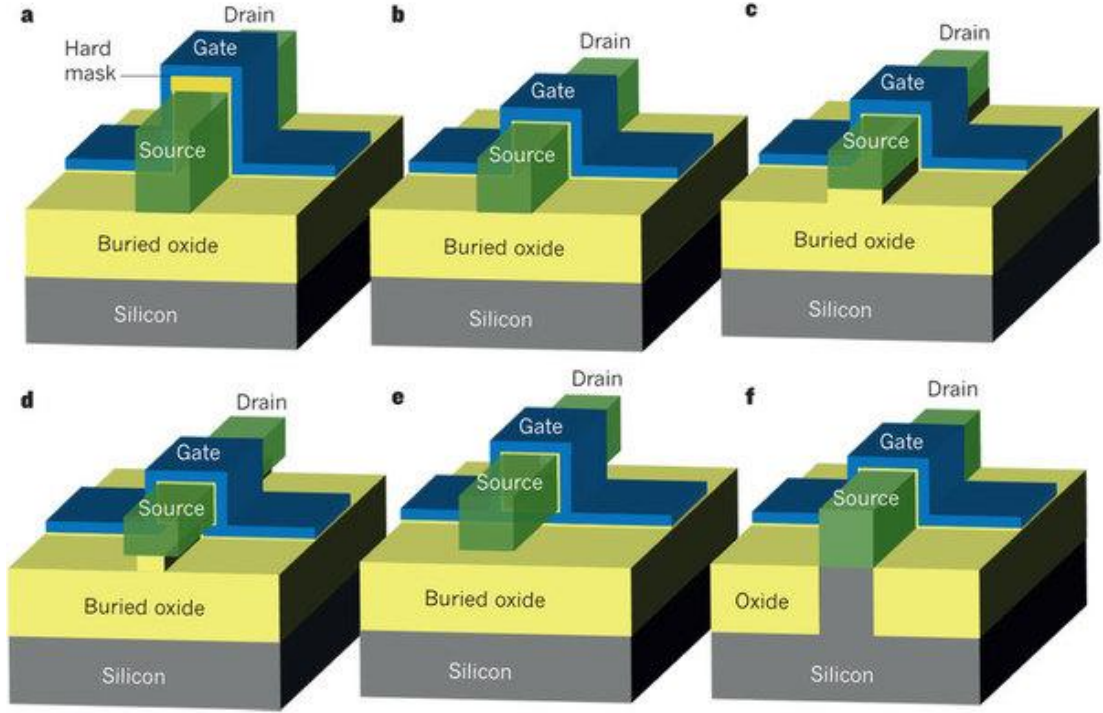 a
Drain
Hard
mask
Gate
Source
Buried oxide
Silicon
b
Drain
Gate
Source
Buried oxide
Silicon
c
Drain
Gate
Source
Buried oxide
Silicon
d
Drain
Gate
Source
Buried oxide
Silicon
e
Drain
Gate
Source
Buried oxide
Silicon
f
Drain
Gate
Source
Oxide
Silicon